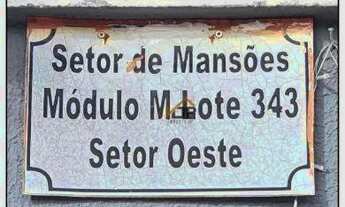 Setor de Mansões
Módulo M Lote 343
Setor Oeste